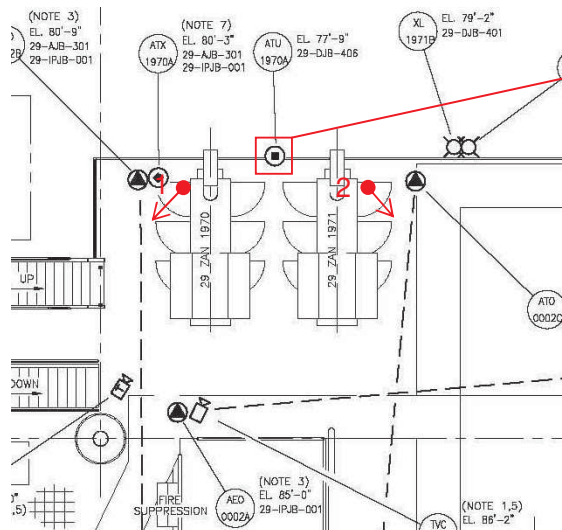 (NOTE 3)
EL. 80'-9"
29-AJB-301
29-IPJB-001
(NOTE 7)
EL. 80'-3"
29-AJB-301
29-IPJB-001
ATX
1970A
ATU
1970A
EL. 77'-9"
29-DJB-406
XL
1971B
EL. 79'-2"
29-DJB-401
1
2
29 ZAN 1970
29 ZAN 1971
UP
ATO
0002C
DOWN
AEO
0002A
(NOTE 3)
EL. 85'-0"
29-IPJB-001
FIRE
SUPPRESSION
TVC
(NOTE 1,5)
EL. 86'-2"